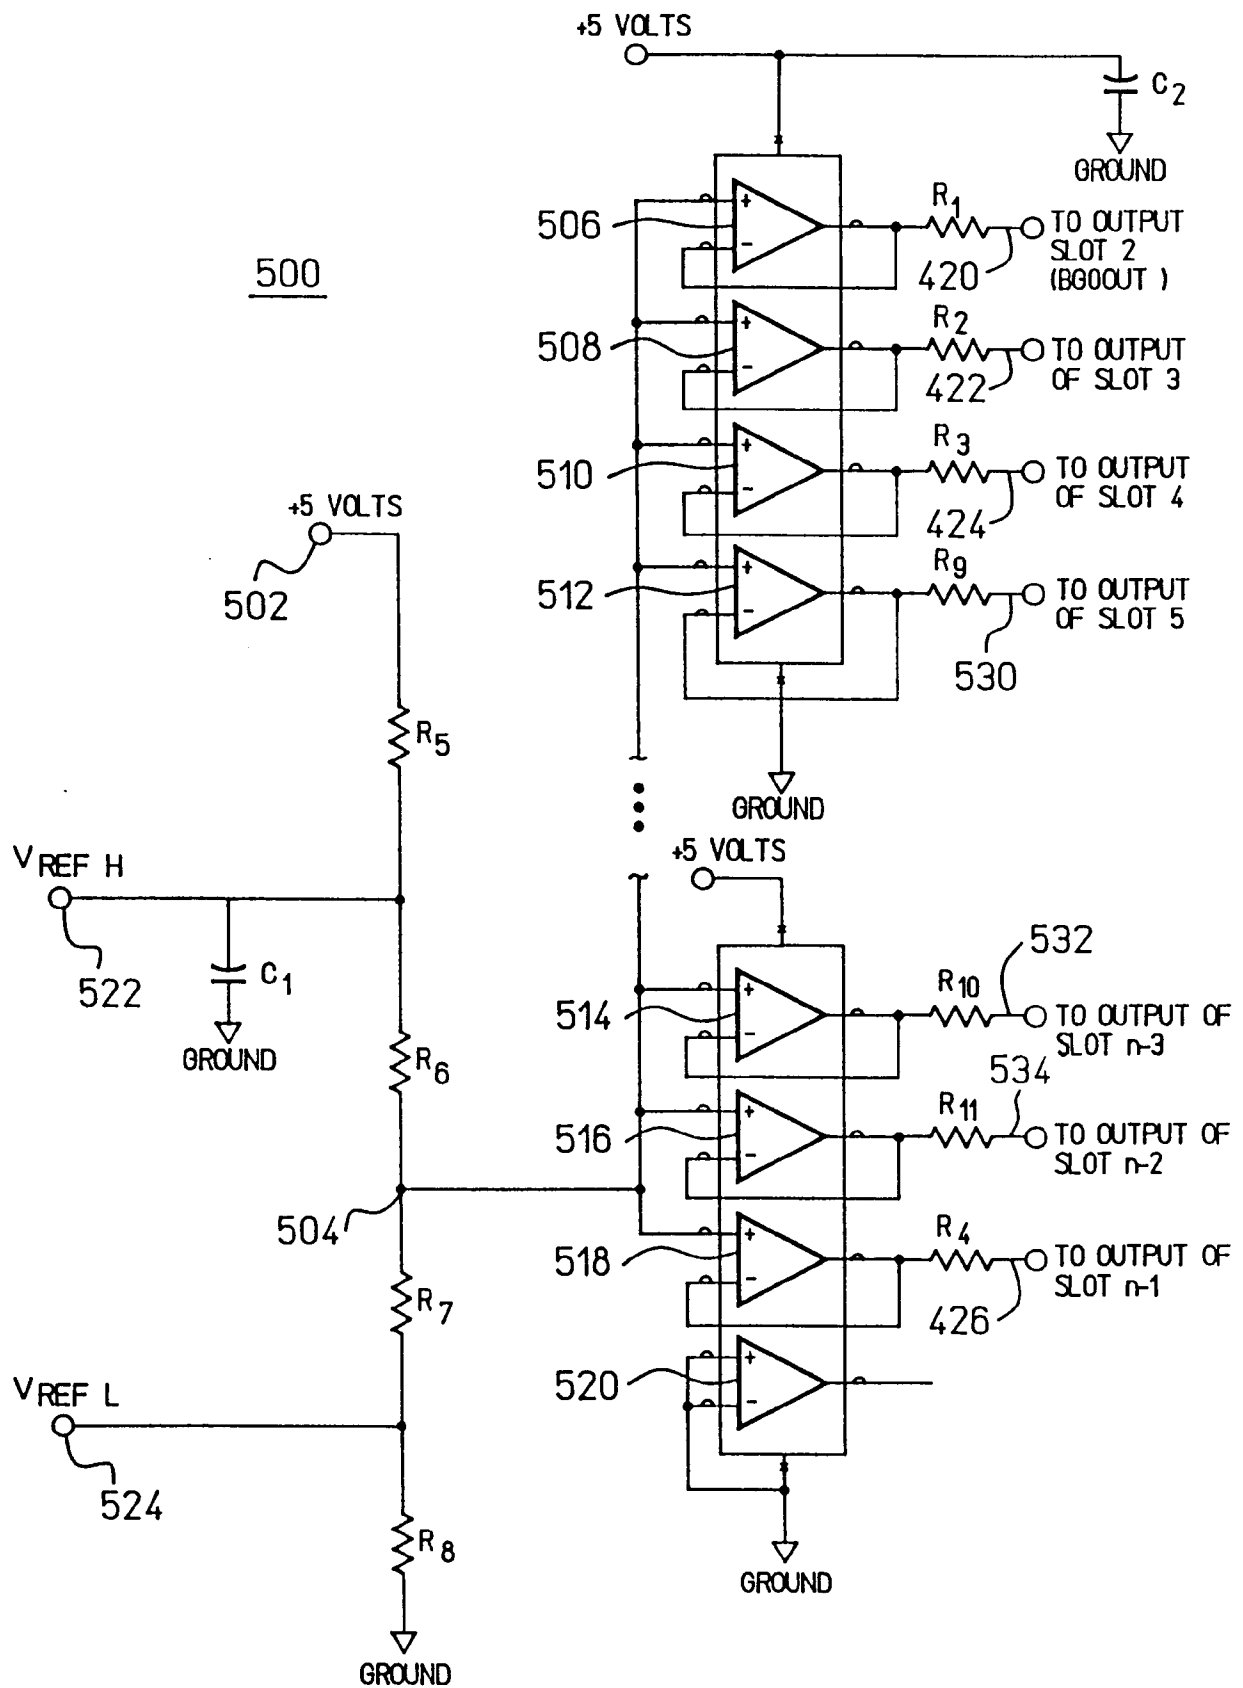 +5 VOLTS
C2
GROUND
506
+
-
R1
TO OUTPUT
SLOT 2
(BG0OUT )
420
500
508
+
-
R2
TO OUTPUT
OF SLOT 3
422
510
+
-
R3
TO OUTPUT
OF SLOT 4
424
+5 VOLTS
502
512
+
-
R9
TO OUTPUT
OF SLOT 5
530
R5
GROUND
+5 VOLTS
VREF H
522
C1
GROUND
R6
514
+
-
R10
532
TO OUTPUT OF
SLOT n-3
516
+
-
R11
534
TO OUTPUT OF
SLOT n-2
504
518
+
-
R4
TO OUTPUT OF
SLOT n-1
426
R7
520
+
-
VREF L
524
R8
GROUND
GROUND